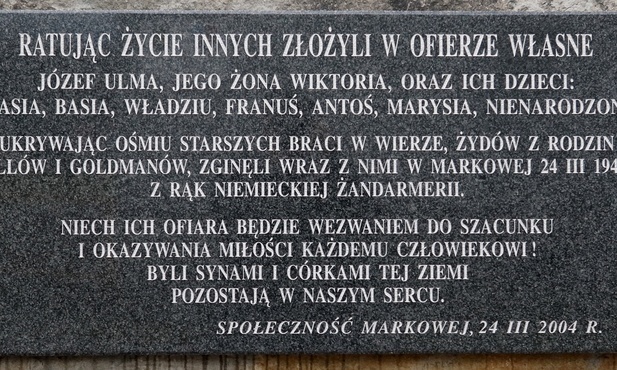 RATUJĄC ŻYCIE INNYCH ZŁOŻYLI W OFIERZE WŁASNE
JÓZEF ULMA, JEGO ŻONA WIKTORIA, ORAZ ICH DZIECI:
ASIA, BASIA, WŁADZIU, FRANUŚ, ANTOŚ, MARYSIA, NIENARODZON
UKRYWAJĄC OŚMIU STARSZYCH BRACI W WIERZE, ŻYDÓW Z RODZIN
LLÓW I GOLDMANÓW, ZGINĘLI WRAZ Z NIMI W MARKOWEJ 24 III 194
Z RĄK NIEMIECKIEJ ŻANDARMERII.
NIECH ICH OFIARA BĘDZIE WEZWANIEM DO SZACUNKU
I OKAZYWANIA MIŁOŚCI KAŻDEMU CZŁOWIEKOWI!
BYLI SYNAMI I CÓRKAMI TEJ ZIEMI
POZOSTAJĄ W NASZYM SERCU.
SPOŁECZNOŚĆ MARKOWEJ, 24 III 2004 R.